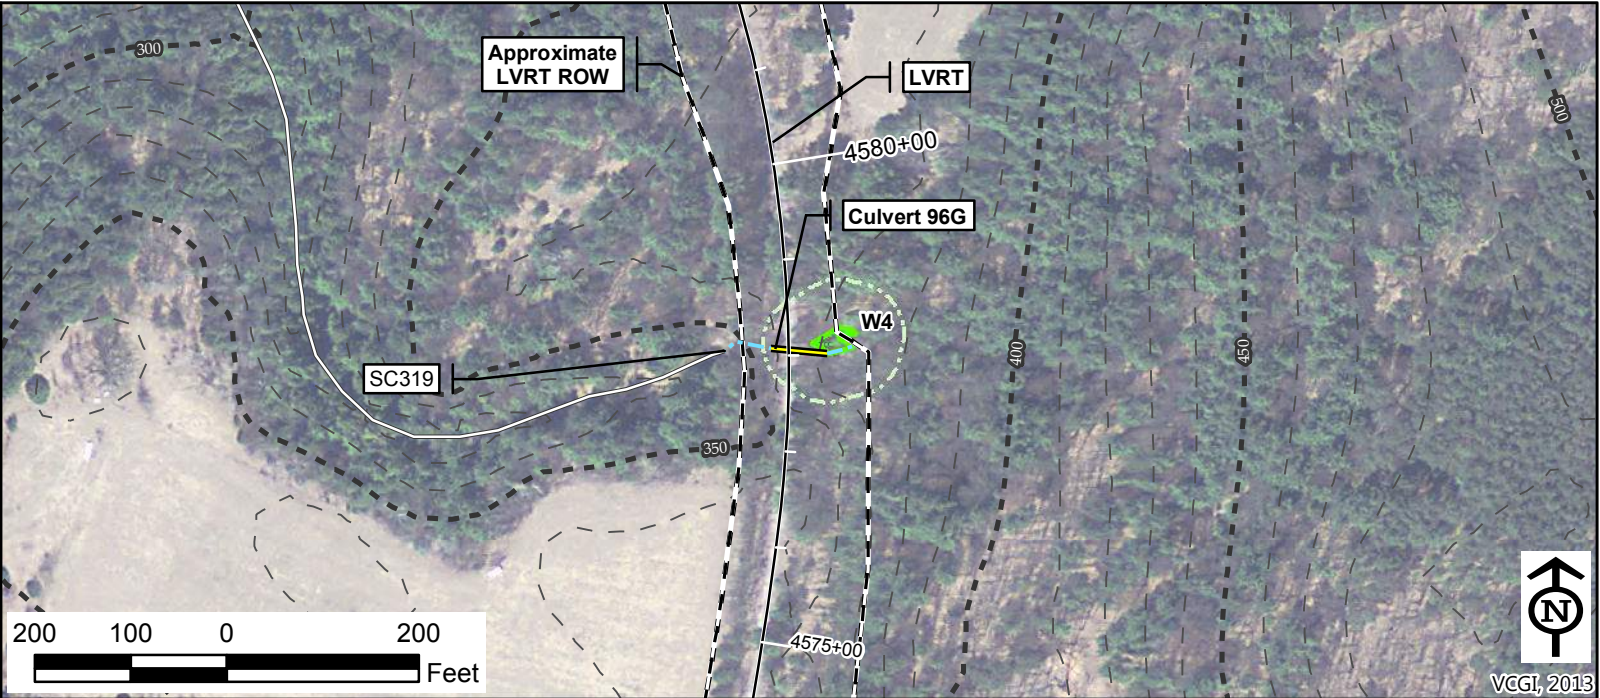 300
Approximate
LVRT ROW
LVRT
500
4580+00
Culvert 96G
W4
400
450
SC319
350
200 100 0 200
Feet
4575+00
N
VCGI, 2013